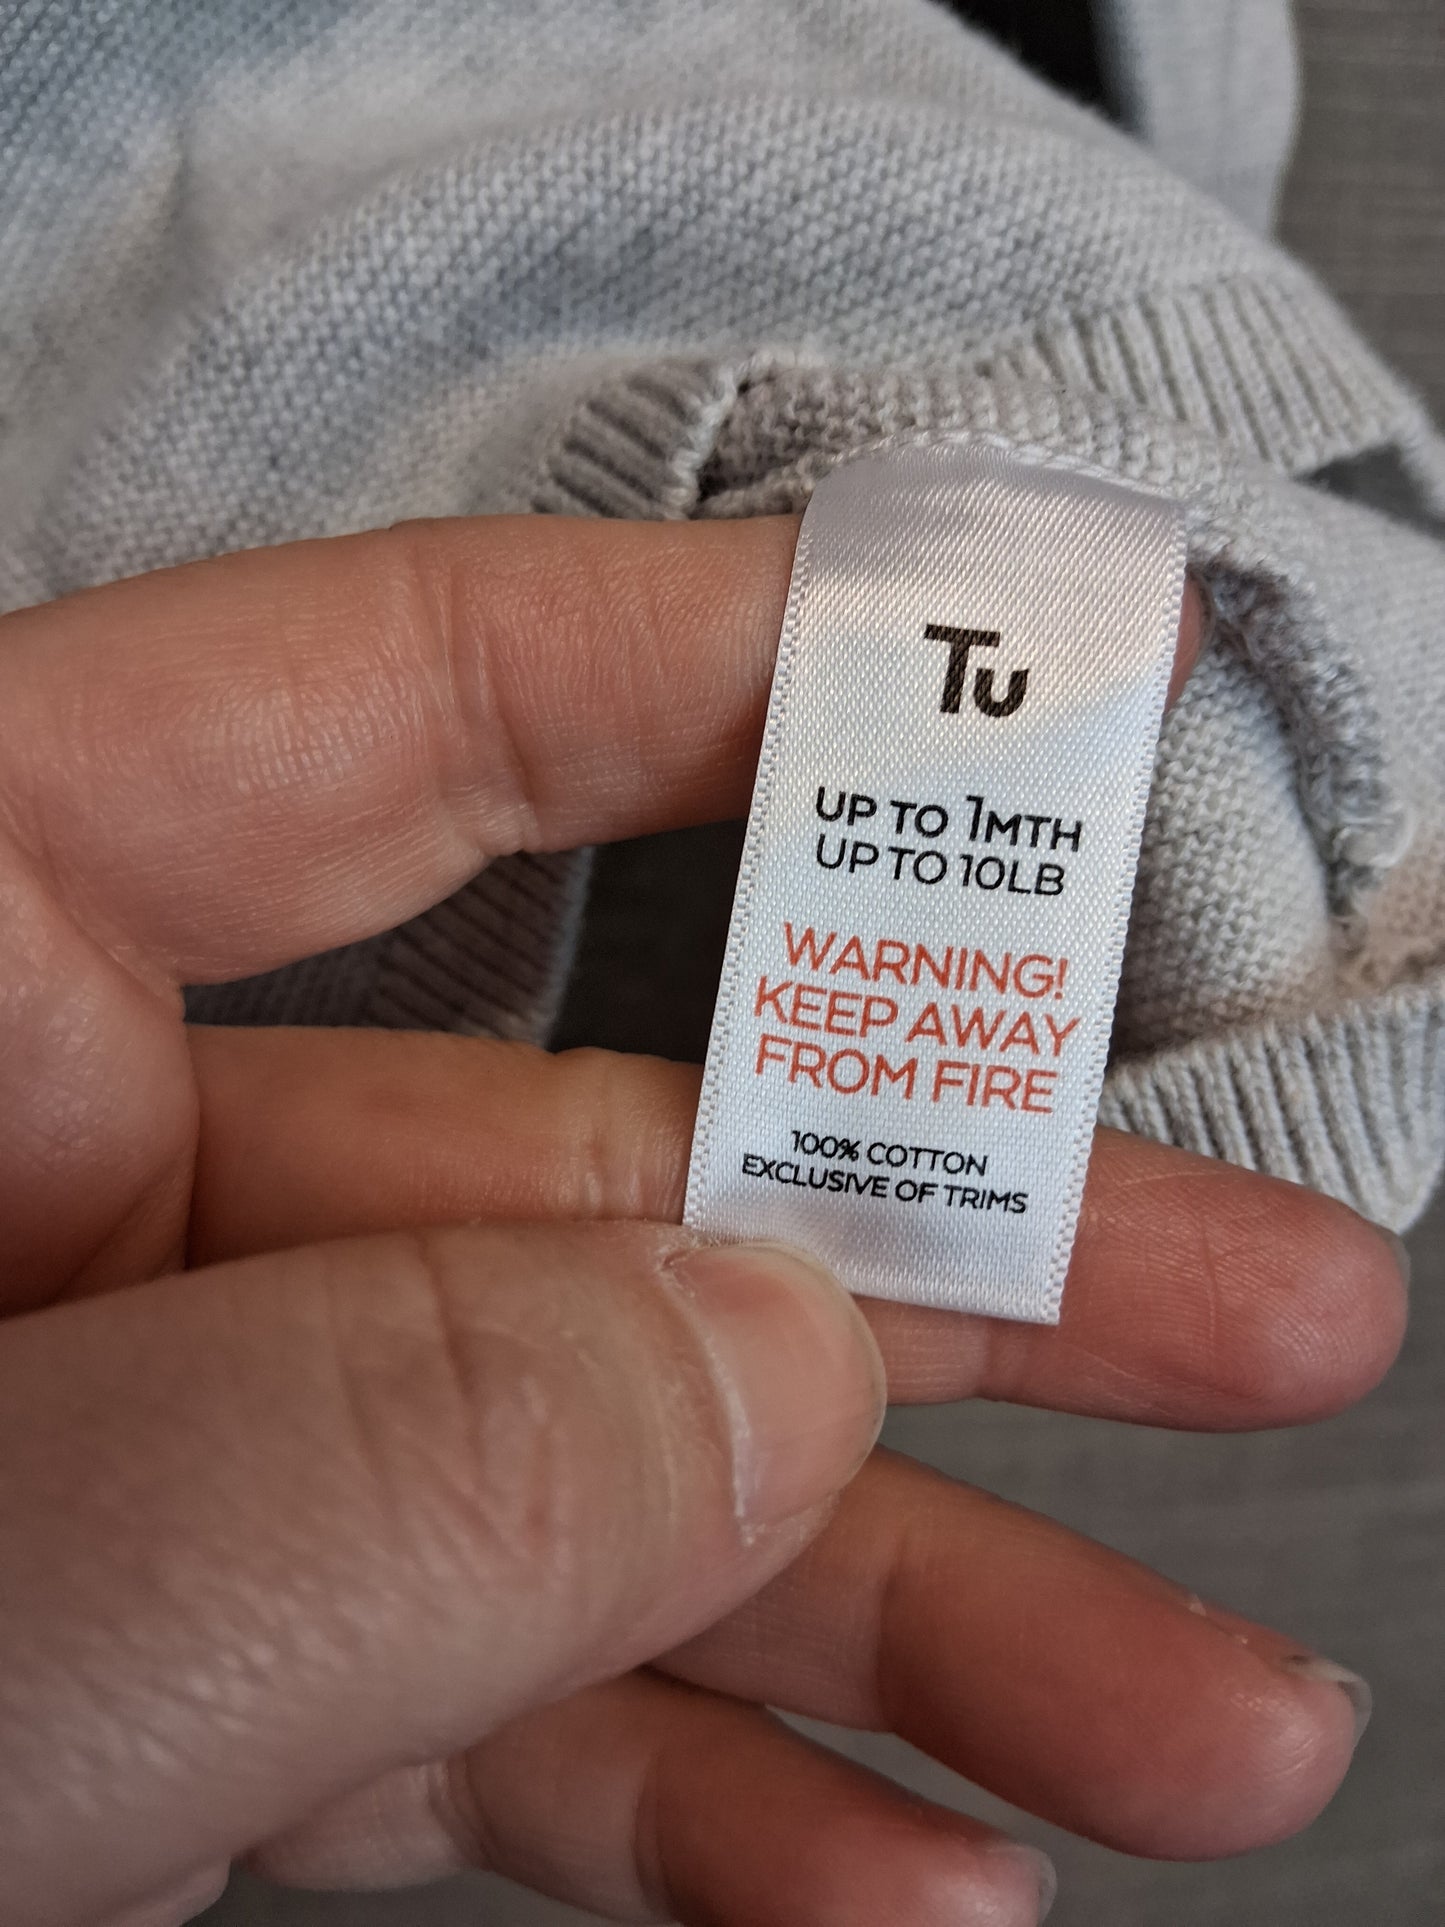 Tu
UP TO 1MTH
UP TO 10LB
WARNING!
KEEP AWAY
FROM FIRE
100% COTTON
EXCLUSIVE OF TRIMS